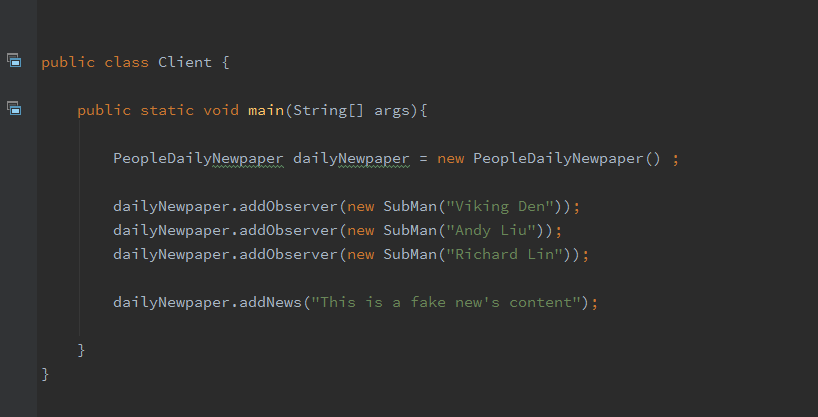 public class Client {
public static void main(String[] args){
PeopleDailyNewpaper dailyNewpaper = new PeopleDailyNewpaper() ;
dailyNewpaper.addObserver(new SubMan("Viking Den"));
dailyNewpaper.addObserver(new SubMan("Andy Liu"));
dailyNewpaper.addObserver(new SubMan("Richard Lin"));
dailyNewpaper.addNews("This is a fake new's content");
}
}